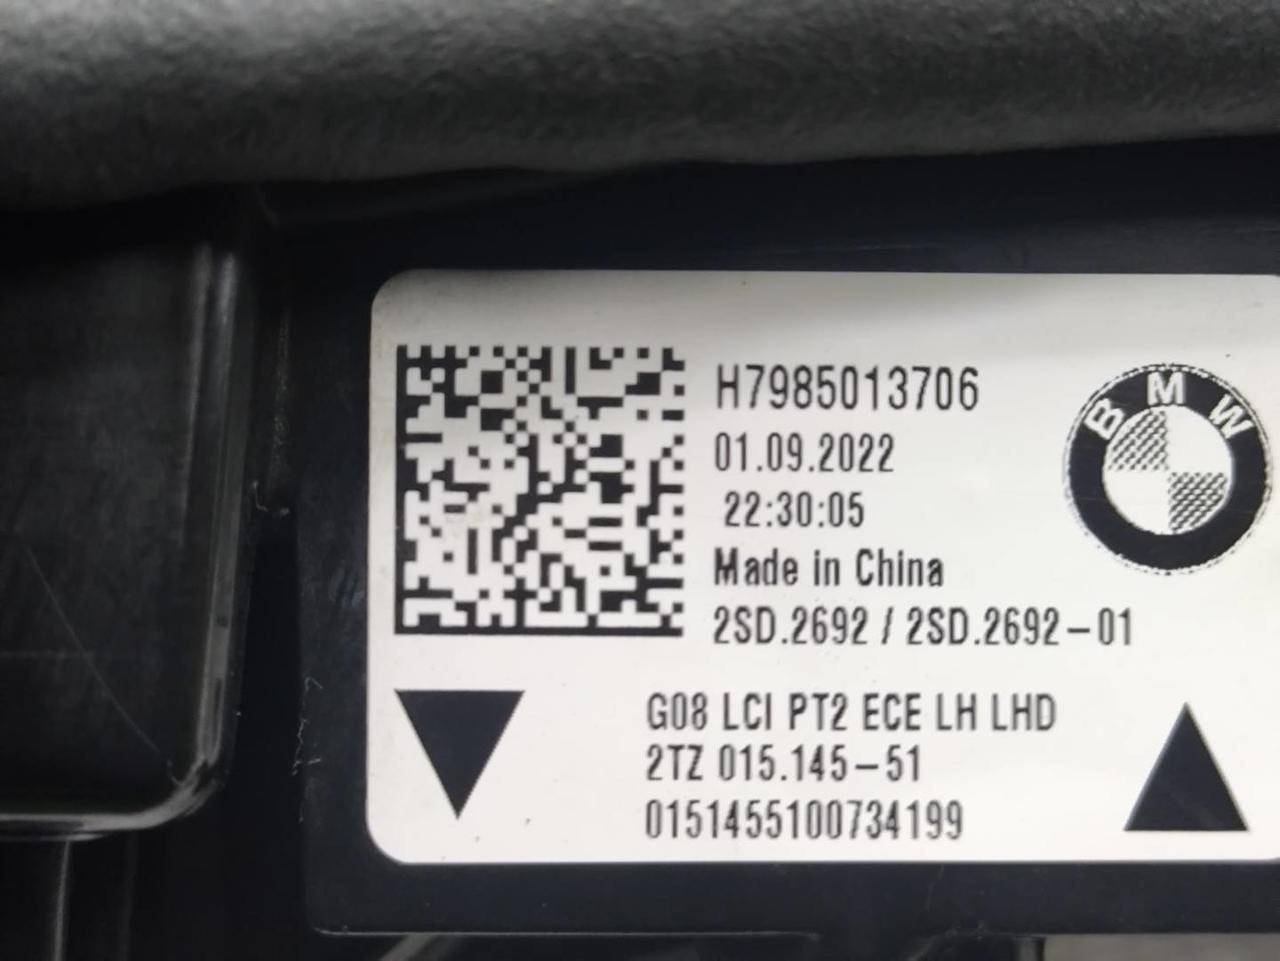 H7985013706
01.09.2022
22:30:05
Made in China
2SD.2692 / 2SD.2692-01
BMW
G08 LCI PT2 ECE LH LHD
2TZ 015.145-51
0151455100734199